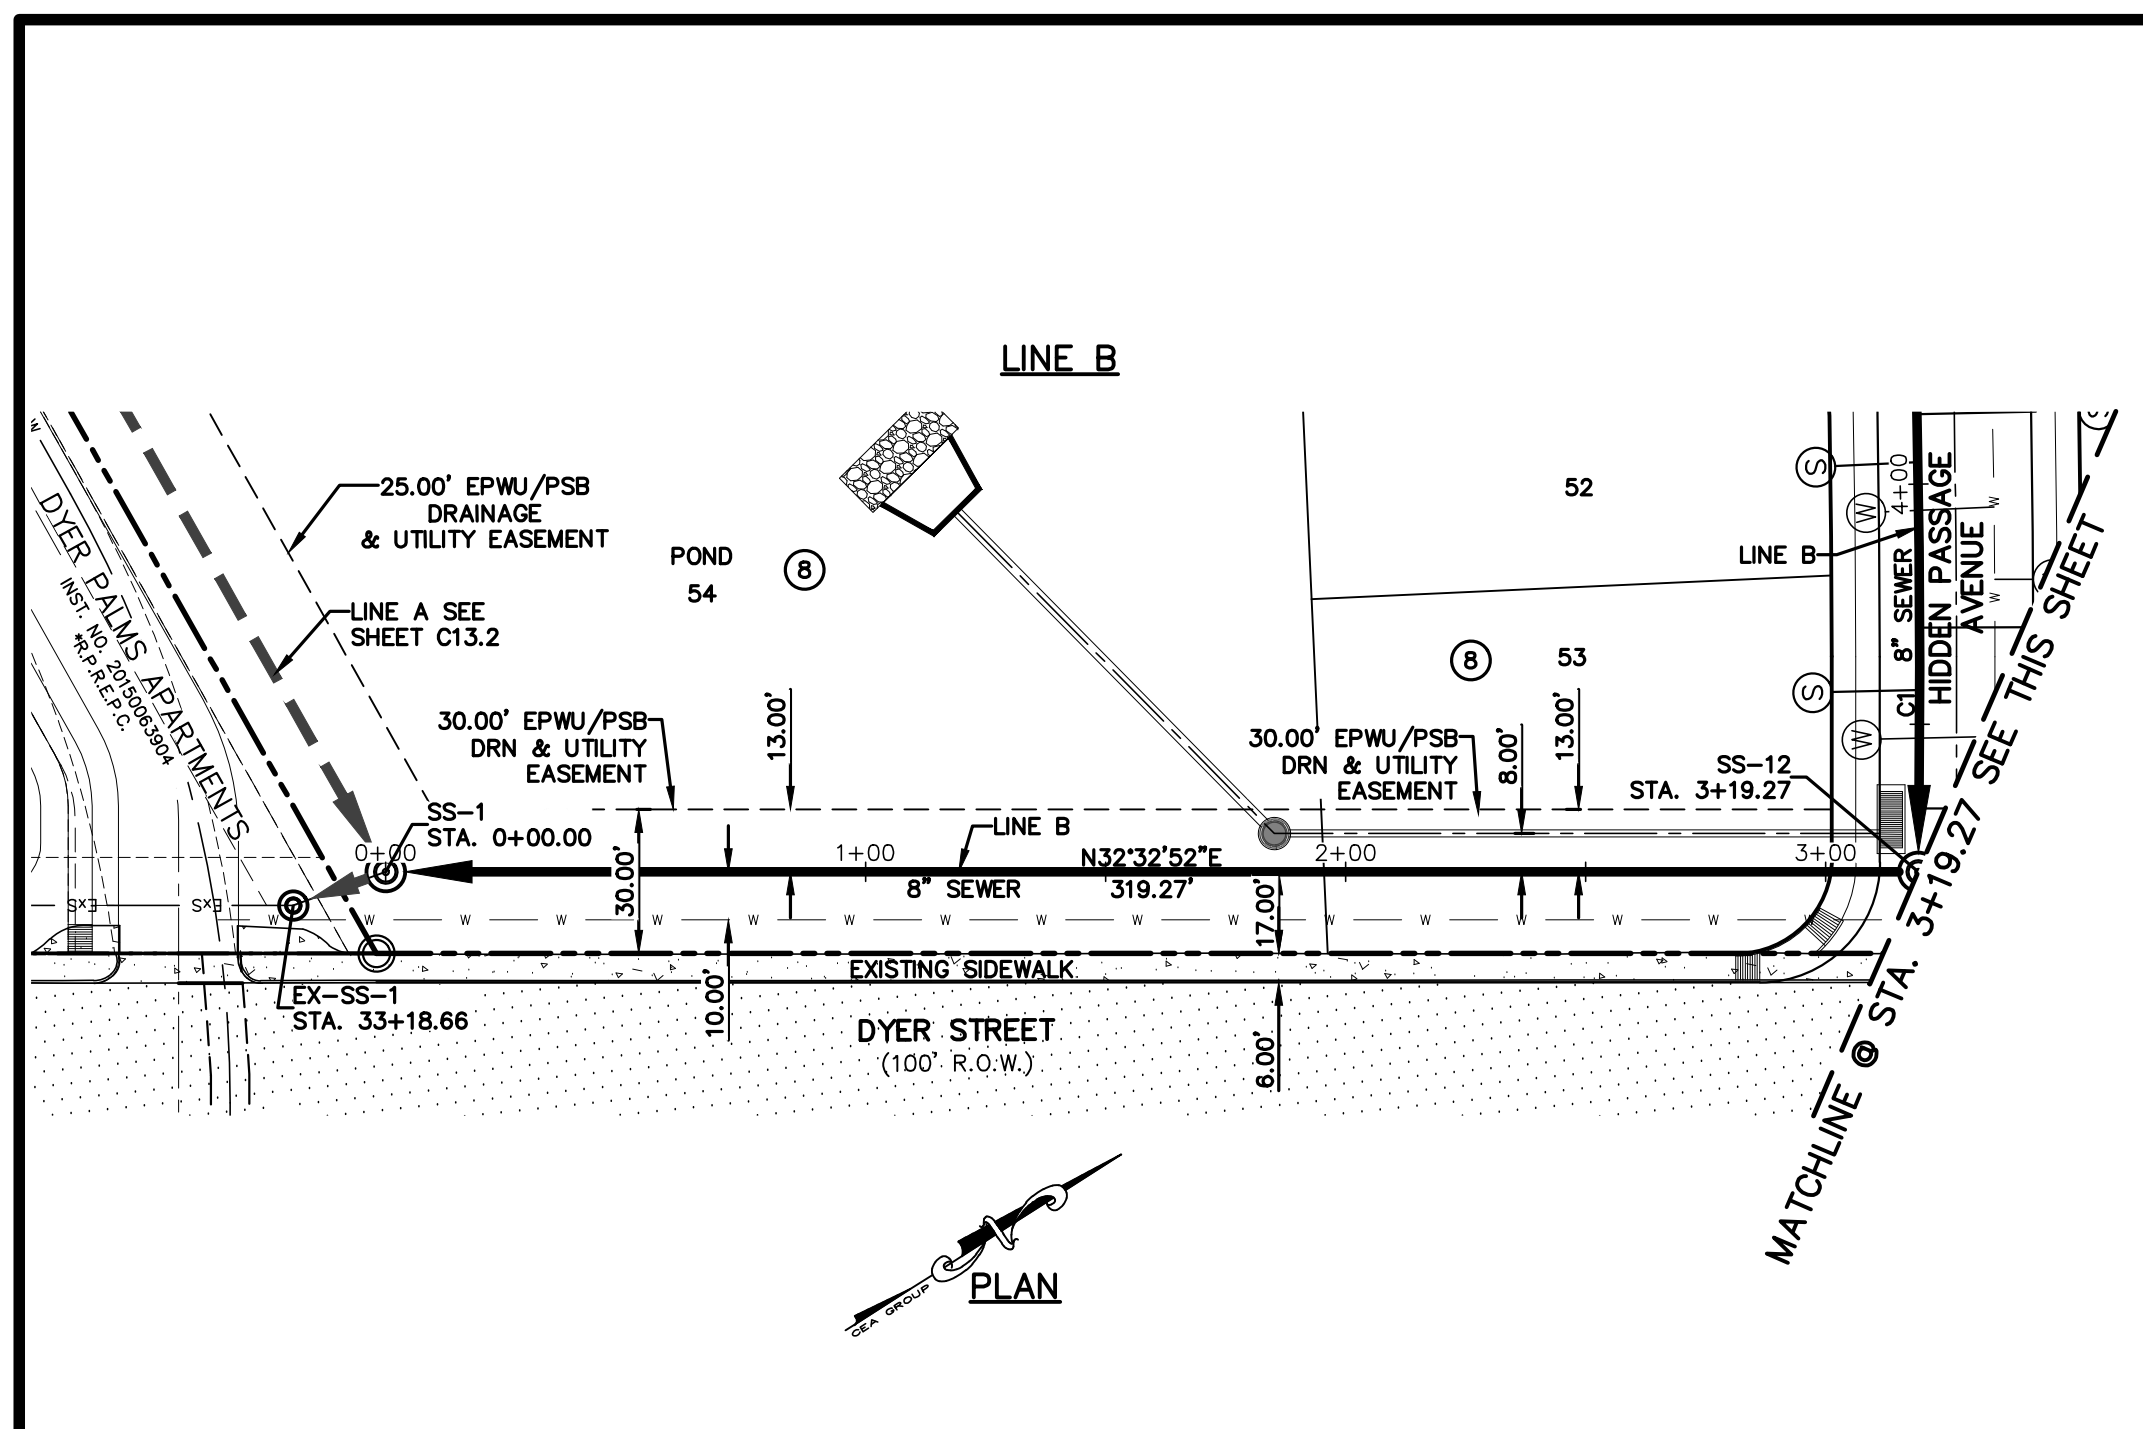 LINE B
25.00' EPWU/PSB
DRAINAGE
& UTILITY EASEMENT
LINE A SEE
SHEET C13.2
DYER PALMS APARTMENTS
INST. NO. 20150063904
*R.P.R.E.P.C.
POND
54
8
52
53
8
30.00' EPWU/PSB
DRN & UTILITY
EASEMENT
13.00'
30.00' EPWU/PSB
DRN & UTILITY
EASEMENT
8.00'
13.00'
LINE B
4+00
8" SEWER
C1
HIDDEN PASSAGE
AVENUE
S
W
S
W
S
W
W
SS-12
STA. 3+19.27
SS-1
STA. 0+00.00
0+00
1+00
2+00
3+00
LINE B
N32°32'52"E
8" SEWER
319.27'
30.00'
17.00'
10.00'
6.00'
EXS
EXS
W W W W W W W W W W W W W W W W
W
EXISTING SIDEWALK
EX-SS-1
STA. 33+18.66
DYER STREET
(100' R.O.W.)
MATCHLINE @ STA. 3+19.27 SEE THIS SHEET
N
CEA GROUP
PLAN